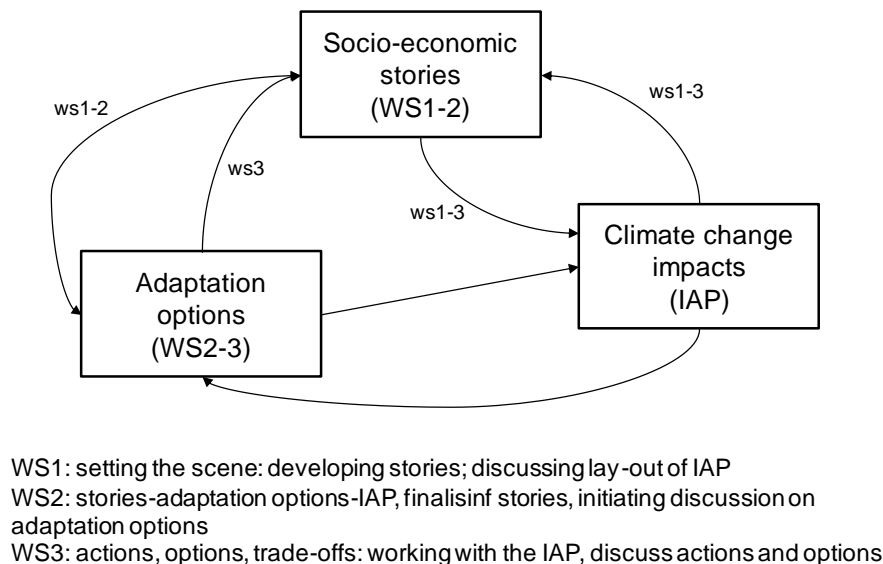 Socio-economic
stories
(WS1-2)
ws1-2
ws1-3
ws3
ws1-3
Climate change
impacts
(IAP)
Adaptation
options
(WS2-3)
WS1: setting the scene: developing stories; discussing lay-out of IAP
WS2: stories-adaptation options-IAP, finalisinf stories, initiating discussion on
adaptation options
WS3: actions, options, trade-offs: working with the IAP, discuss actions and options